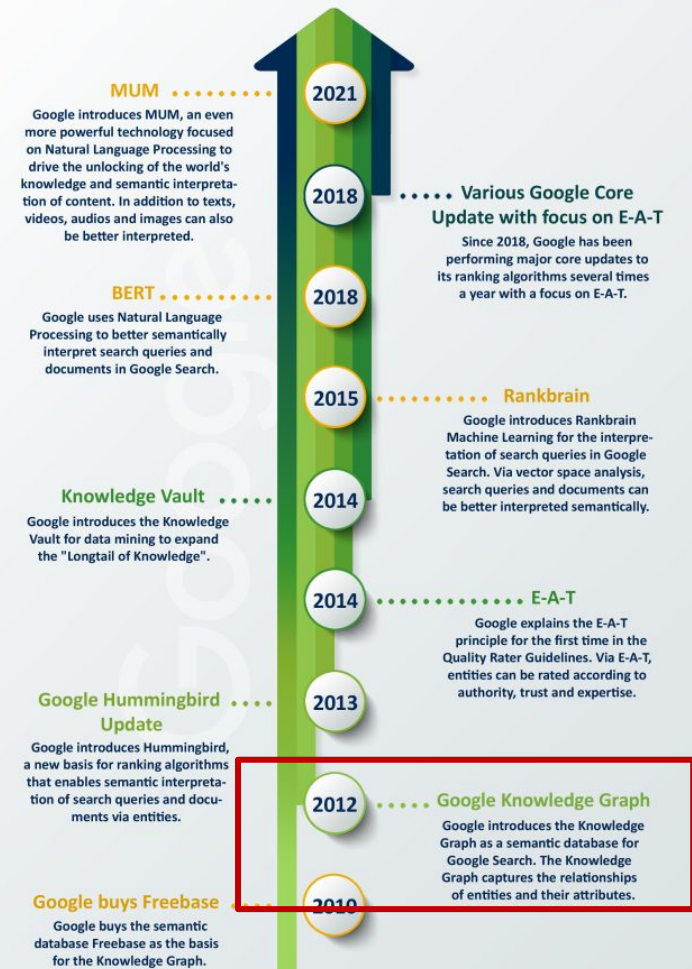 MUM
2021
Google introduces MUM, an even
more powerful technology focused
on Natural Language Processing to
drive the unlocking of the world's
knowledge and semantic interpreta-
tion of content. In addition to texts,
videos, audios and images can also
be better interpreted.
2018
Various Google Core
Update with focus on E-A-T
Since 2018, Google has been
performing major core updates to
its ranking algorithms several times
a year with a focus on E-A-T.
BERT
2018
Google uses Natural Language
Processing to better semantically
interpret search queries and
documents in Google Search.
2015
Rankbrain
Google introduces Rankbrain
Machine Learning for the interpre-
tation of search queries in Google
Search. Via vector space analysis,
search queries and documents can
be better interpreted semantically.
Knowledge Vault
2014
Google introduces the Knowledge
Vault for data mining to expand
the "Longtail of Knowledge".
2014
E-A-T
Google explains the E-A-T
principle for the first time in the
Quality Rater Guidelines. Via E-A-T,
entities can be rated according to
authority, trust and expertise.
Google Hummingbird
Update
2013
Google introduces Hummingbird,
a new basis for ranking algorithms
that enables semantic interpreta-
tion of search queries and docu-
ments via entities.
2012
Google Knowledge Graph
Google introduces the Knowledge
Graph as a semantic database for
Google Search. The Knowledge
Graph captures the relationships
of entities and their attributes.
Google buys Freebase
2010
Google buys the semantic
database Freebase as the basis
for the Knowledge Graph.
Google